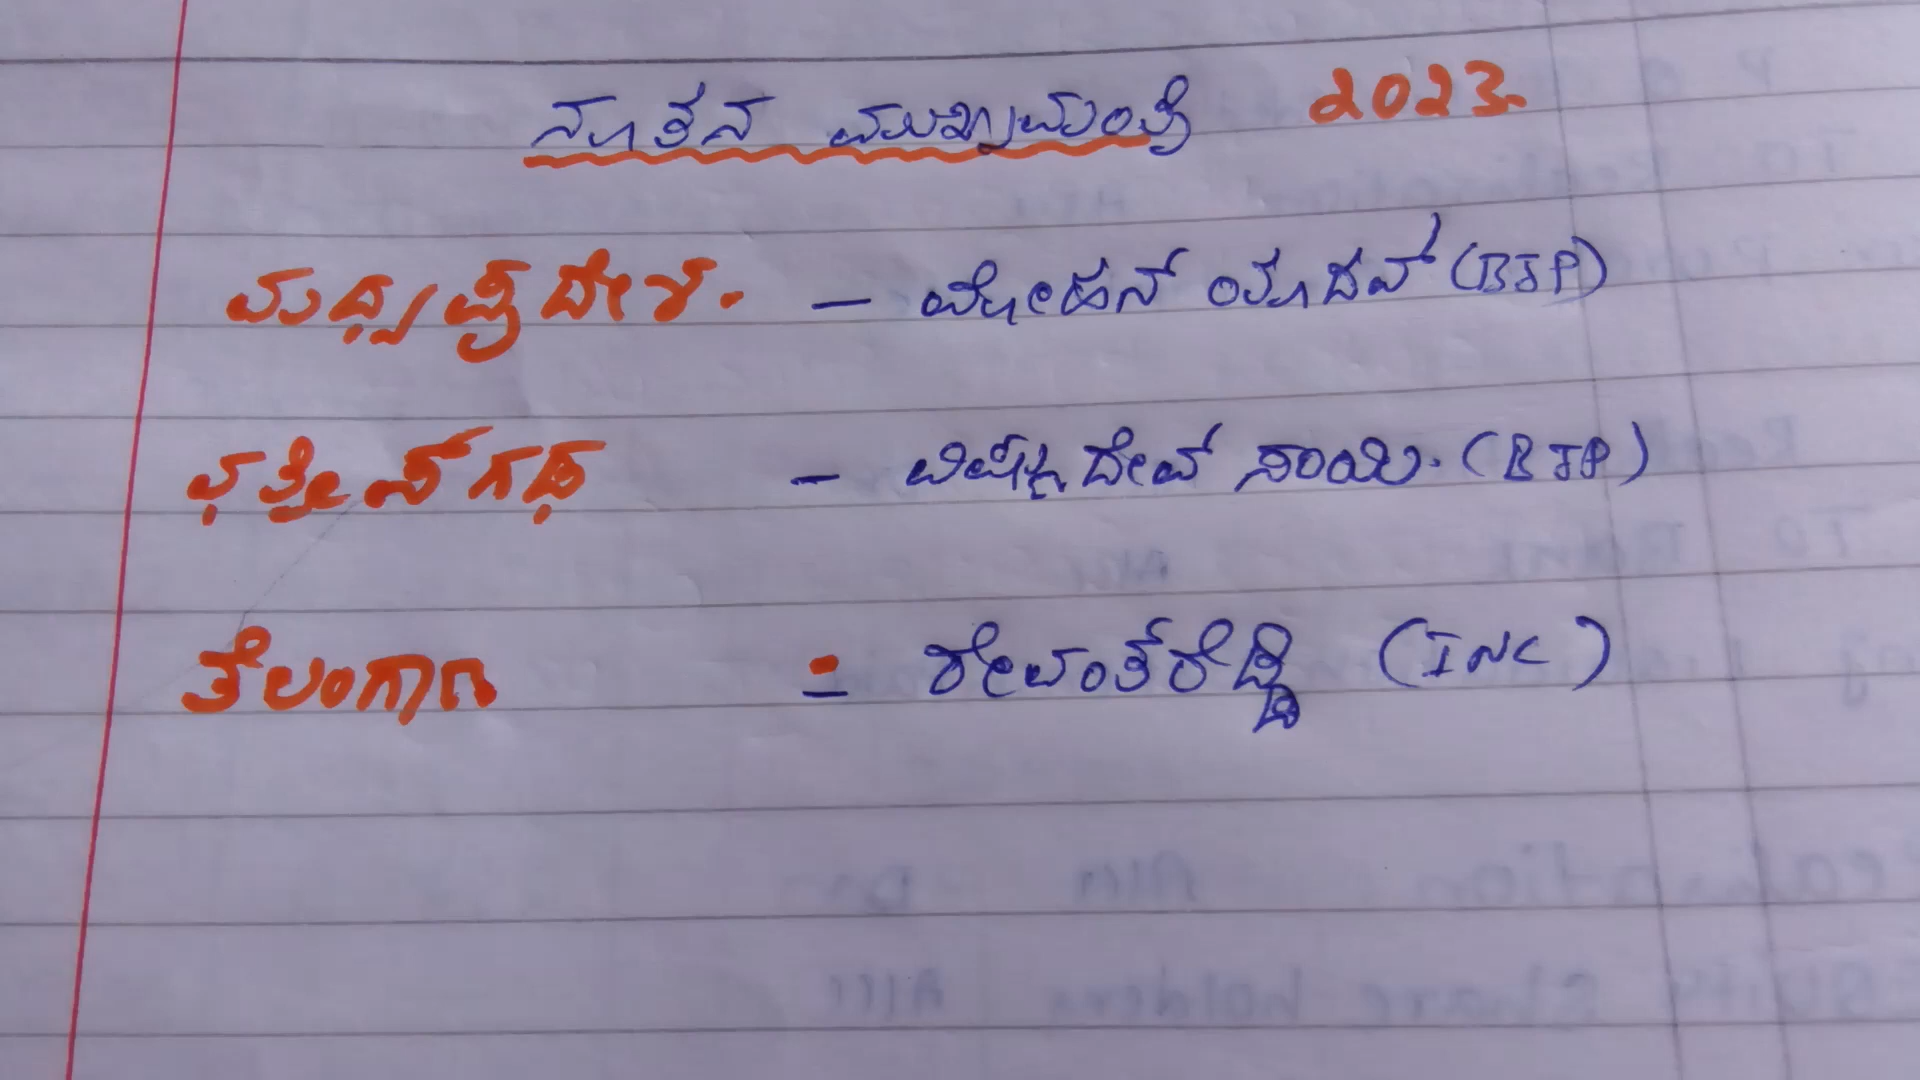 ನೂತನ ಮುಖ್ಯಮಂತ್ರಿ 2023.
ಮಧ್ಯಪ್ರದೇಶ. – ಮೋಹನ್ ಯಾದವ್ (BJP)
ಛತ್ತೀಸ್‌ಗಢ – ವಿಷ್ಣುದೇವ್ ಸಾಯಿ. (BJP)
ತೆಲಂಗಾಣ – ರೇವಂತ್‌ರೆಡ್ಡಿ (INC)